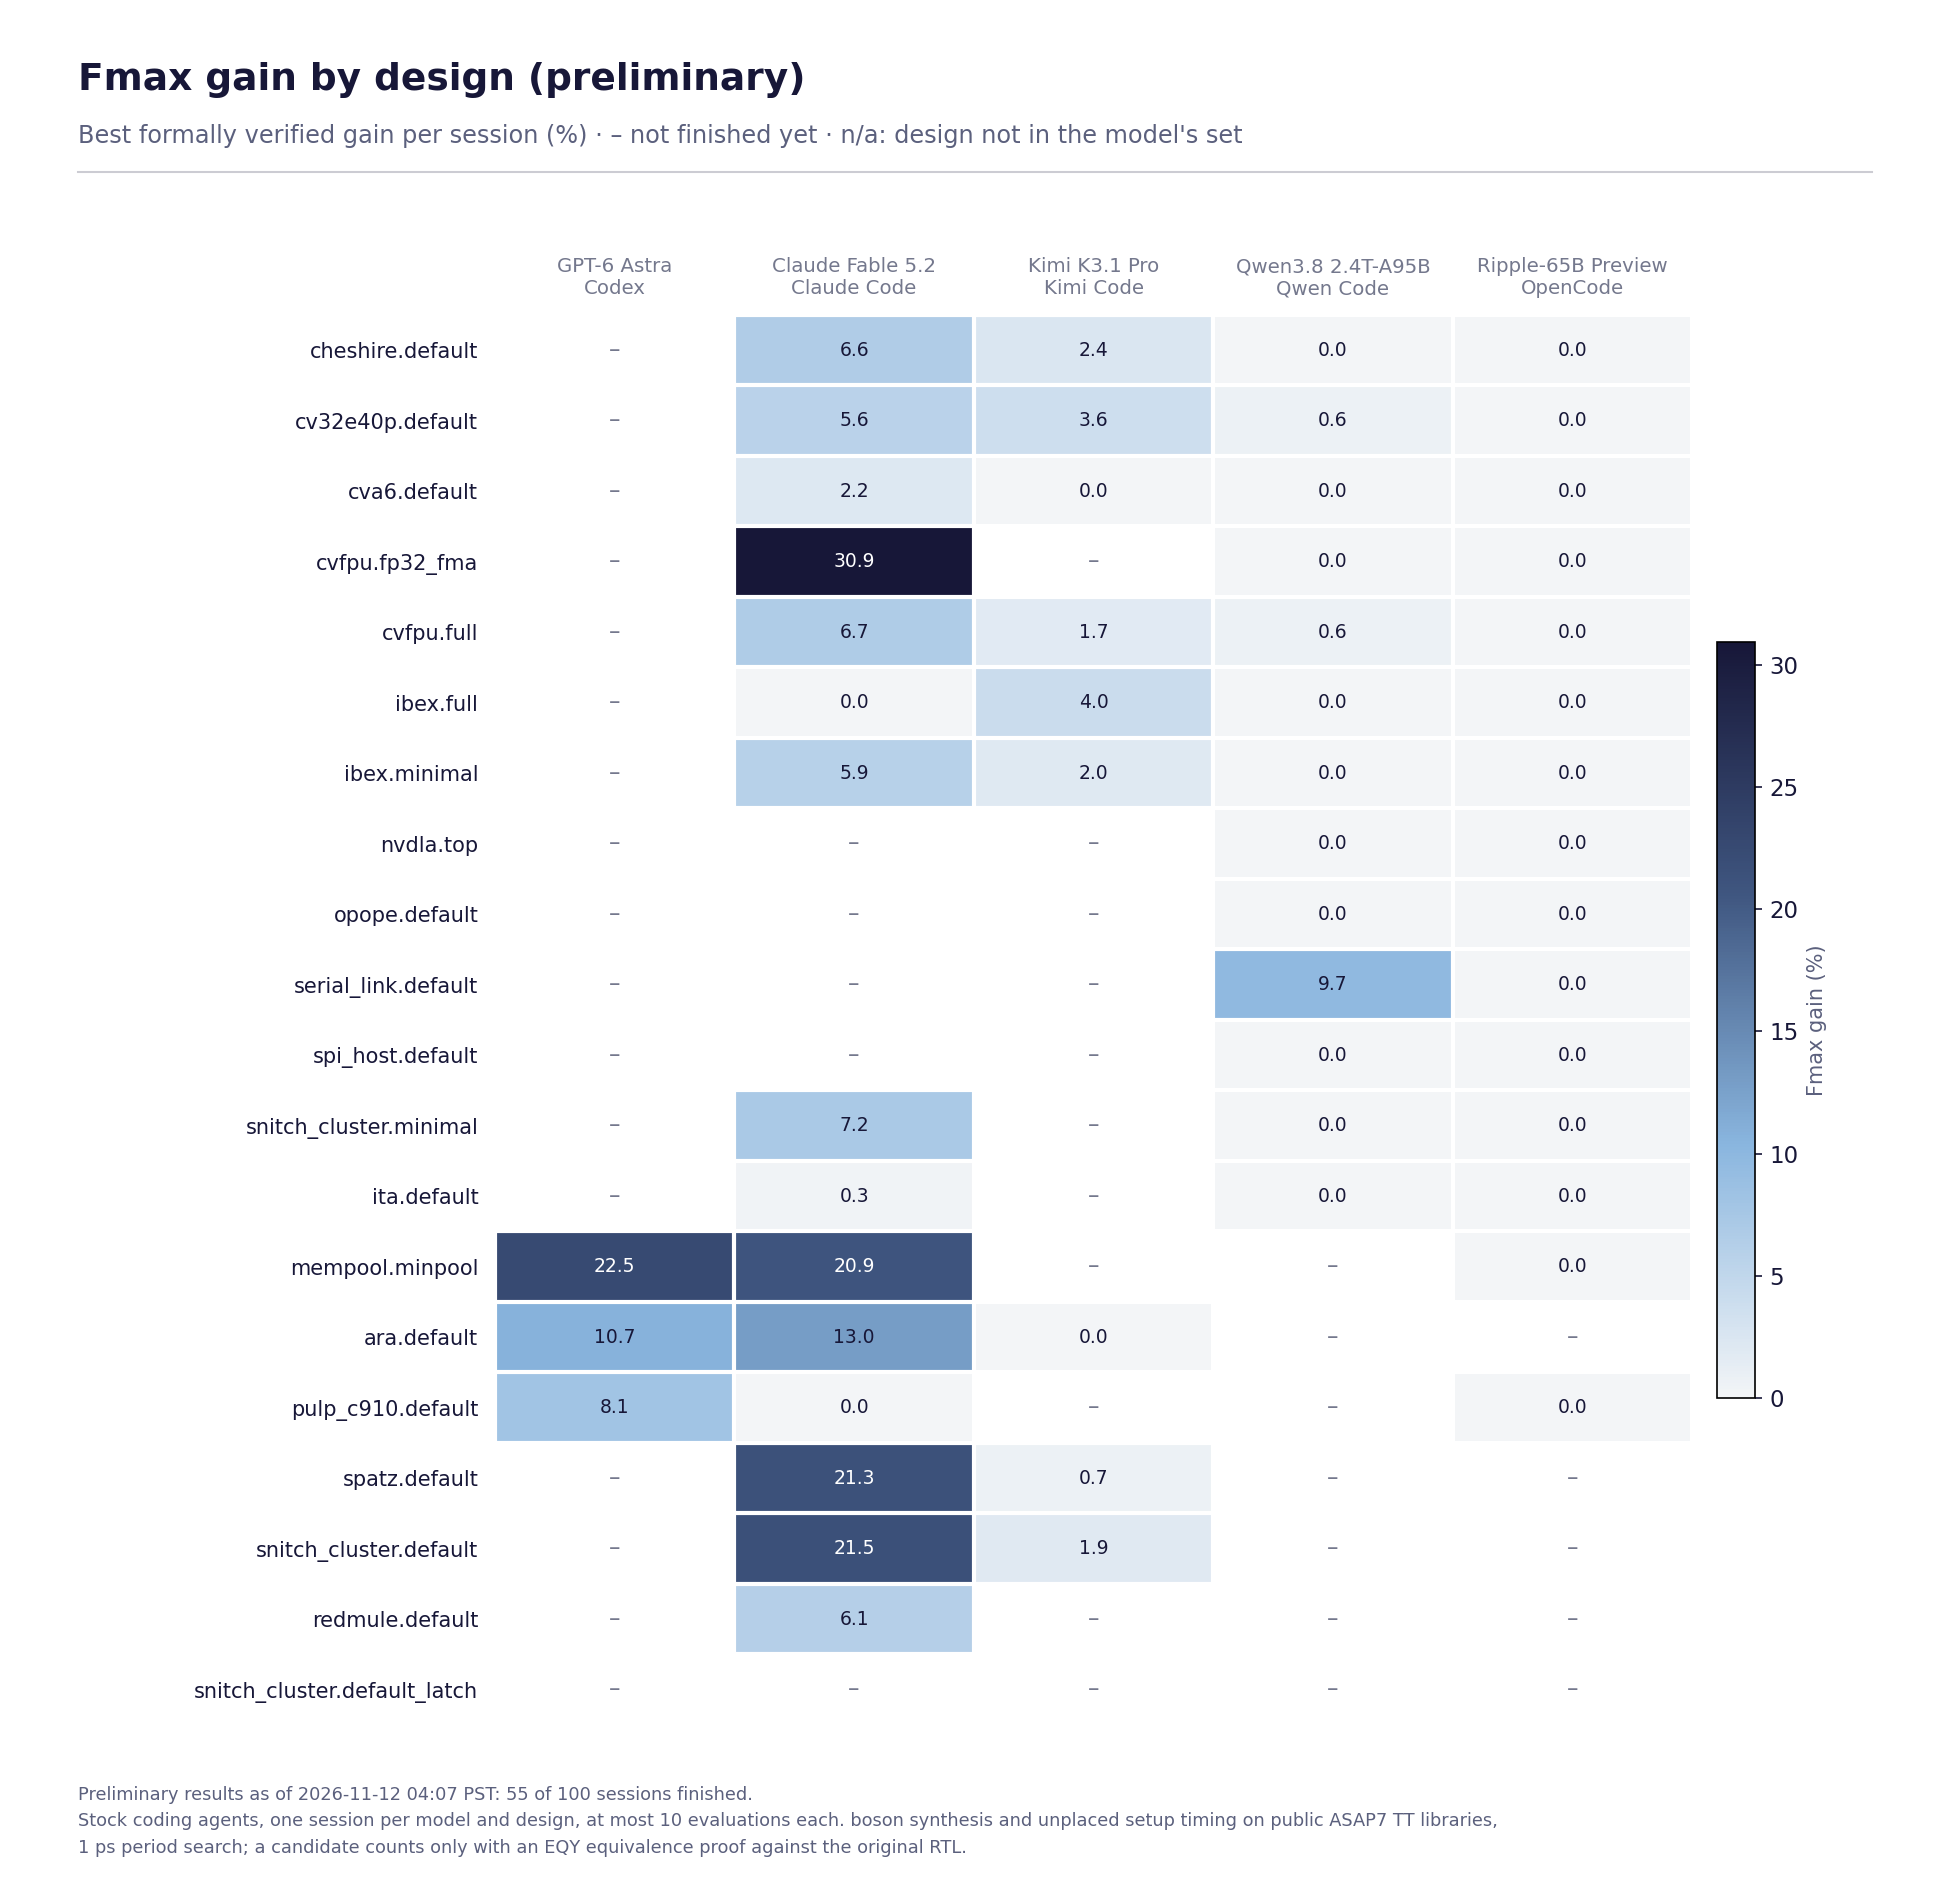 Fmax gain by design (preliminary)
Best formally verified gain per session (%) · – not finished yet · n/a: design not in the model's set
GPT-6 Astra Claude Fable 5.2 Kimi K3.1 Pro Qwen3.8 2.4T-A95B Ripple-65B Preview
Codex Claude Code Kimi Code Qwen Code OpenCode
cheshire.default – 6.6 2.4 0.0 0.0
cv32e40p.default – 5.6 3.6 0.6 0.0
cva6.default – 2.2 0.0 0.0 0.0
cvfpu.fp32_fma – 30.9 – 0.0 0.0
cvfpu.full – 6.7 1.7 0.6 0.0
ibex.full – 0.0 4.0 0.0 0.0
ibex.minimal – 5.9 2.0 0.0 0.0
nvdla.top – – – 0.0 0.0
opope.default – – – 0.0 0.0
serial_link.default – – – 9.7 0.0
spi_host.default – – – 0.0 0.0
snitch_cluster.minimal – 7.2 – 0.0 0.0
ita.default – 0.3 – 0.0 0.0
mempool.minpool 22.5 20.9 – – 0.0
ara.default 10.7 13.0 0.0 – –
pulp_c910.default 8.1 0.0 – – 0.0
spatz.default – 21.3 0.7 – –
snitch_cluster.default – 21.5 1.9 – –
redmule.default – 6.1 – – –
snitch_cluster.default_latch – – – – –
30
25
20
15
10
5
0
Fmax gain (%)
Preliminary results as of 2026-11-12 04:07 PST: 55 of 100 sessions finished.
Stock coding agents, one session per model and design, at most 10 evaluations each. boson synthesis and unplaced setup timing on public ASAP7 TT libraries,
1 ps period search; a candidate counts only with an EQY equivalence proof against the original RTL.